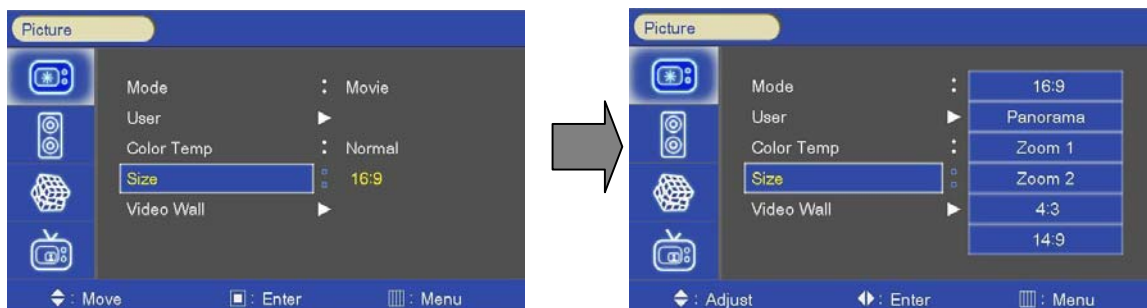 Picture
Mode : Movie
User
Color Temp : Normal
Size : 16:9
Video Wall
: Move : Enter : Menu
Picture
Mode : 16:9
User Panorama
Color Temp : Zoom 1
Size : Zoom 2
Video Wall 4:3
14:9
: Adjust : Enter : Menu